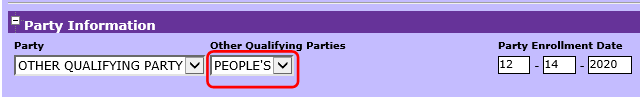 Party Information
Party Other Qualifying Parties Party Enrollment Date
OTHER QUALIFYING PARTY PEOPLE'S 12 - 14 - 2020